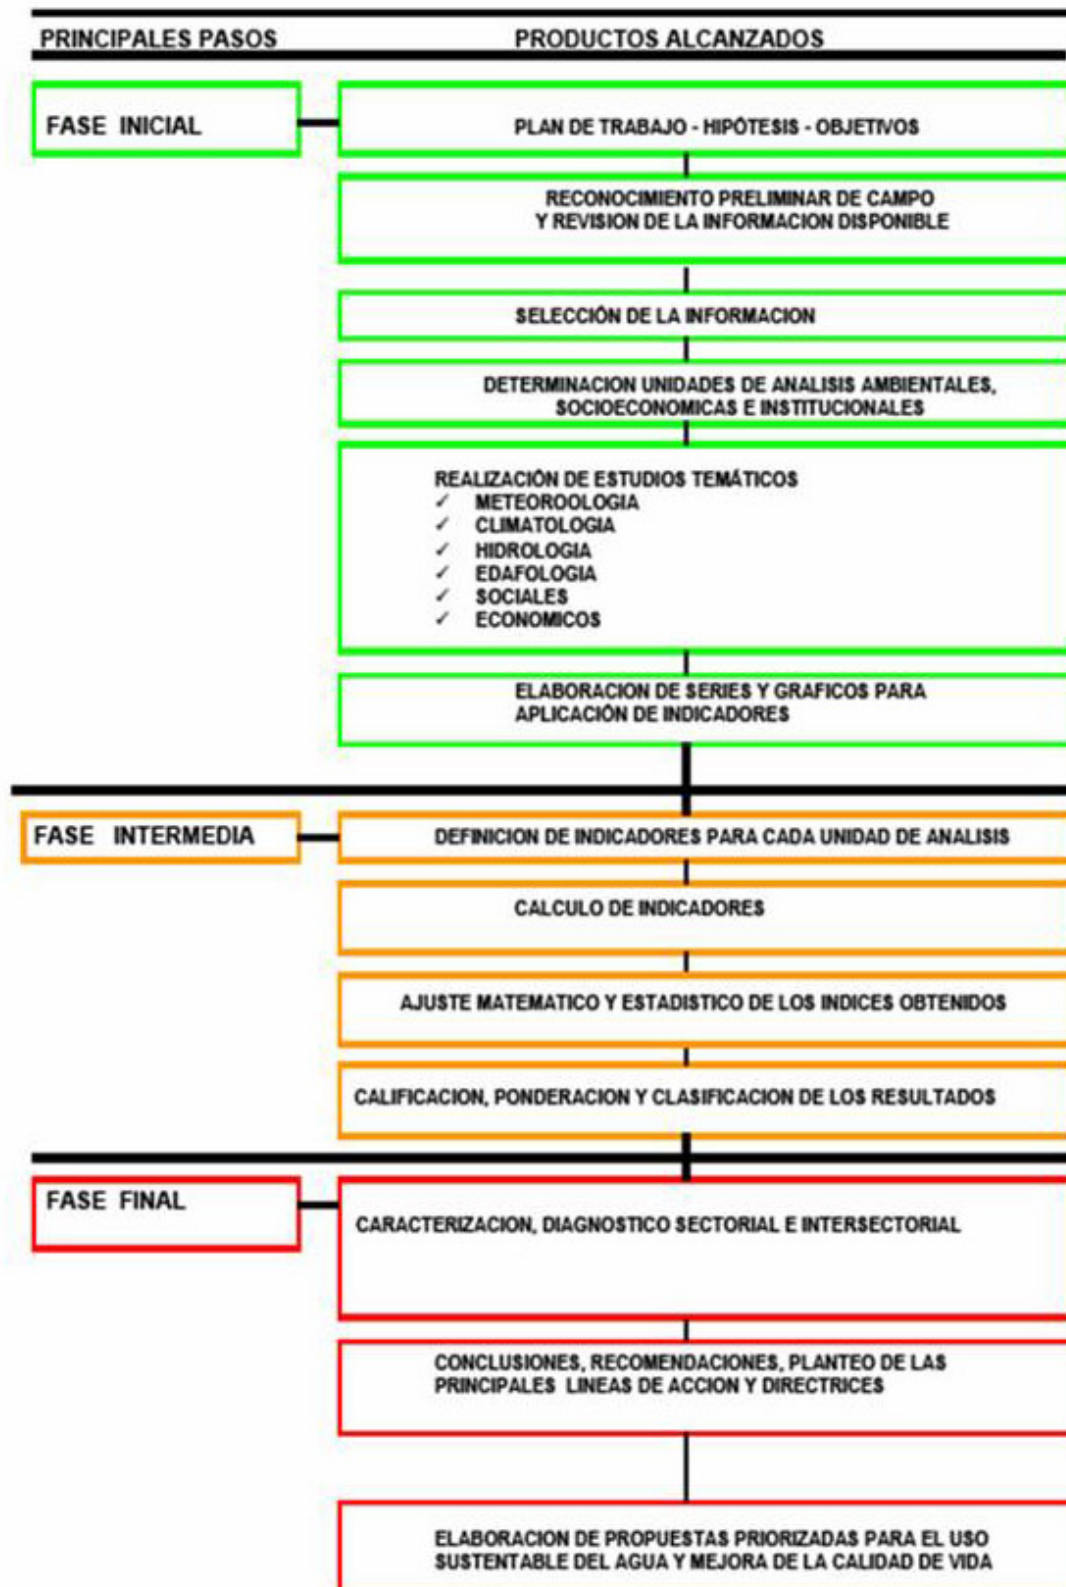 PRINCIPALES PASOS PRODUCTOS ALCANZADOS
FASE INICIAL
PLAN DE TRABAJO - HIPÓTESIS - OBJETIVOS
RECONOCIMIENTO PRELIMINAR DE CAMPO
Y REVISION DE LA INFORMACION DISPONIBLE
SELECCIÓN DE LA INFORMACION
DETERMINACION UNIDADES DE ANALISIS AMBIENTALES,
SOCIOECONOMICAS E INSTITUCIONALES
REALIZACIÓN DE ESTUDIOS TEMÁTICOS
✓ METEOROOLOGIA
✓ CLIMATOLOGIA
✓ HIDROLOGIA
✓ EDAFOLOGIA
✓ SOCIALES
✓ ECONOMICOS
ELABORACION DE SERIES Y GRAFICOS PARA
APLICACIÓN DE INDICADORES
FASE INTERMEDIA
DEFINICION DE INDICADORES PARA CADA UNIDAD DE ANALISIS
CALCULO DE INDICADORES
AJUSTE MATEMATICO Y ESTADISTICO DE LOS INDICES OBTENIDOS
CALIFICACION, PONDERACION Y CLASIFICACION DE LOS RESULTADOS
FASE FINAL
CARACTERIZACION, DIAGNOSTICO SECTORIAL E INTERSECTORIAL
CONCLUSIONES, RECOMENDACIONES, PLANTEO DE LAS
PRINCIPALES LINEAS DE ACCION Y DIRECTRICES
ELABORACION DE PROPUESTAS PRIORIZADAS PARA EL USO
SUSTENTABLE DEL AGUA Y MEJORA DE LA CALIDAD DE VIDA